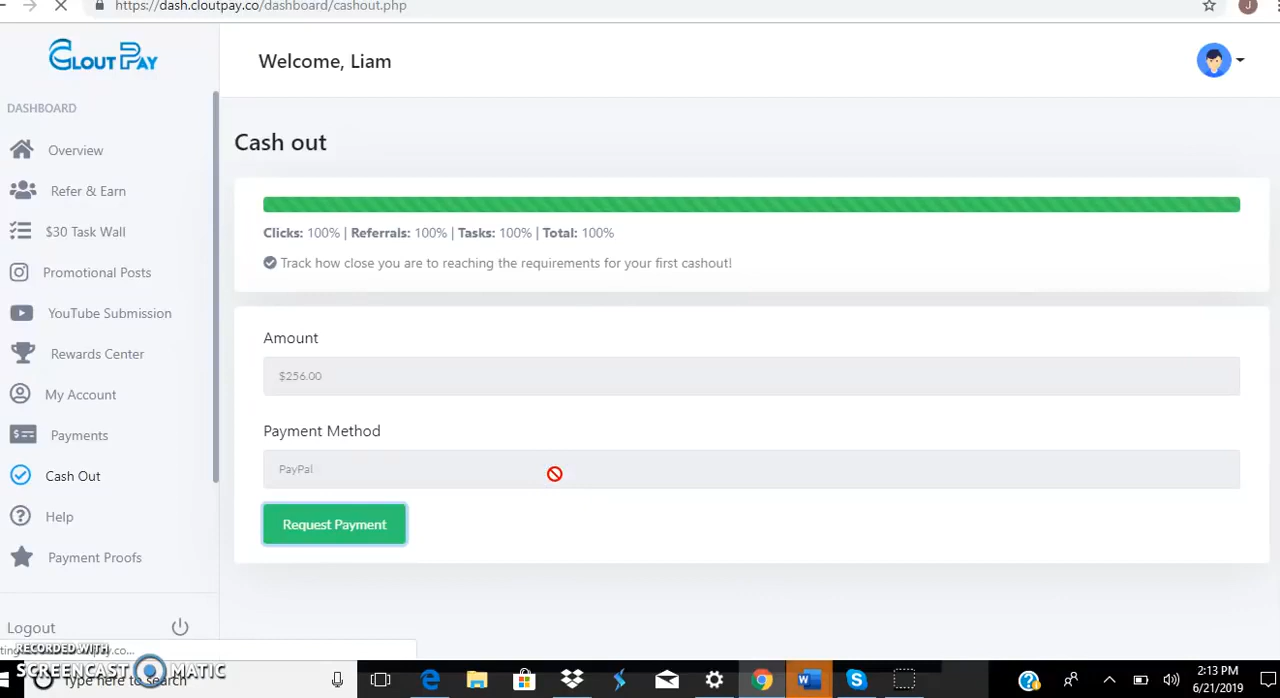 https://dash.cloutpay.co/dashboard/cashout.php
J
CLOUT PAY
Welcome, Liam
DASHBOARD
Overview
Refer & Earn
$30 Task Wall
Promotional Posts
YouTube Submission
Rewards Center
My Account
Payments
Cash Out
Help
Payment Proofs
Logout
Cash out
Clicks: 100% | Referrals: 100% | Tasks: 100% | Total: 100%
Track how close you are to reaching the requirements for your first cashout!
Amount
$256.00
Payment Method
PayPal
Request Payment
RECORDED WITH
SCREENCAST MATIC
Type here to search
2:13 PM
6/21/2019